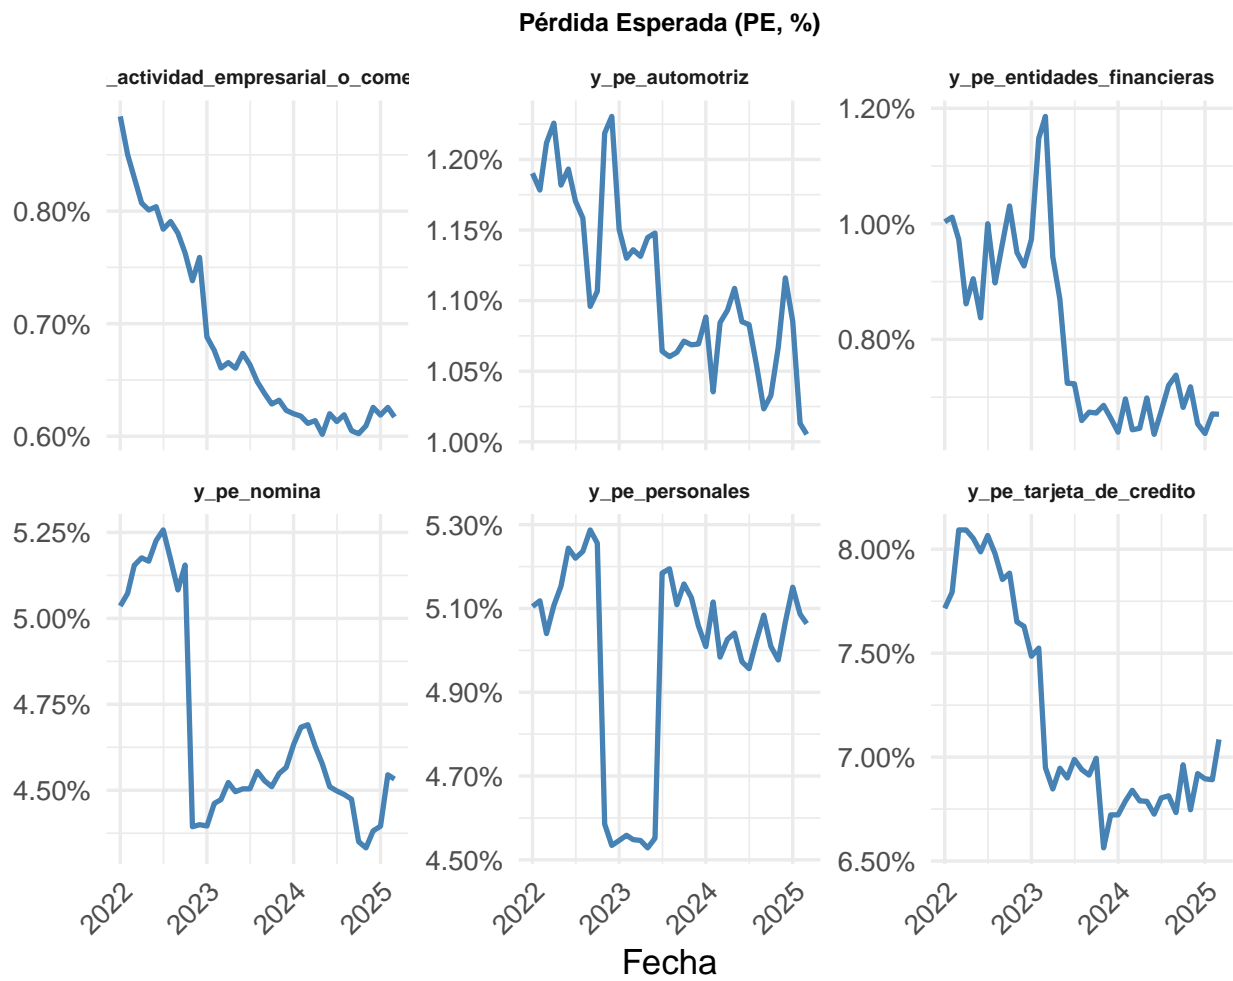 Pérdida Esperada (PE, %)
_actividad_empresarial_o_come
y_pe_automotriz
y_pe_entidades_financieras
0.80%
0.70%
0.60%
1.20%
1.15%
1.10%
1.05%
1.00%
1.20%
1.00%
0.80%
y_pe_nomina
y_pe_personales
y_pe_tarjeta_de_credito
5.25%
5.00%
4.75%
4.50%
5.30%
5.10%
4.90%
4.70%
4.50%
8.00%
7.50%
7.00%
6.50%
2022 2023 2024 2025
2022 2023 2024 2025
2022 2023 2024 2025
Fecha